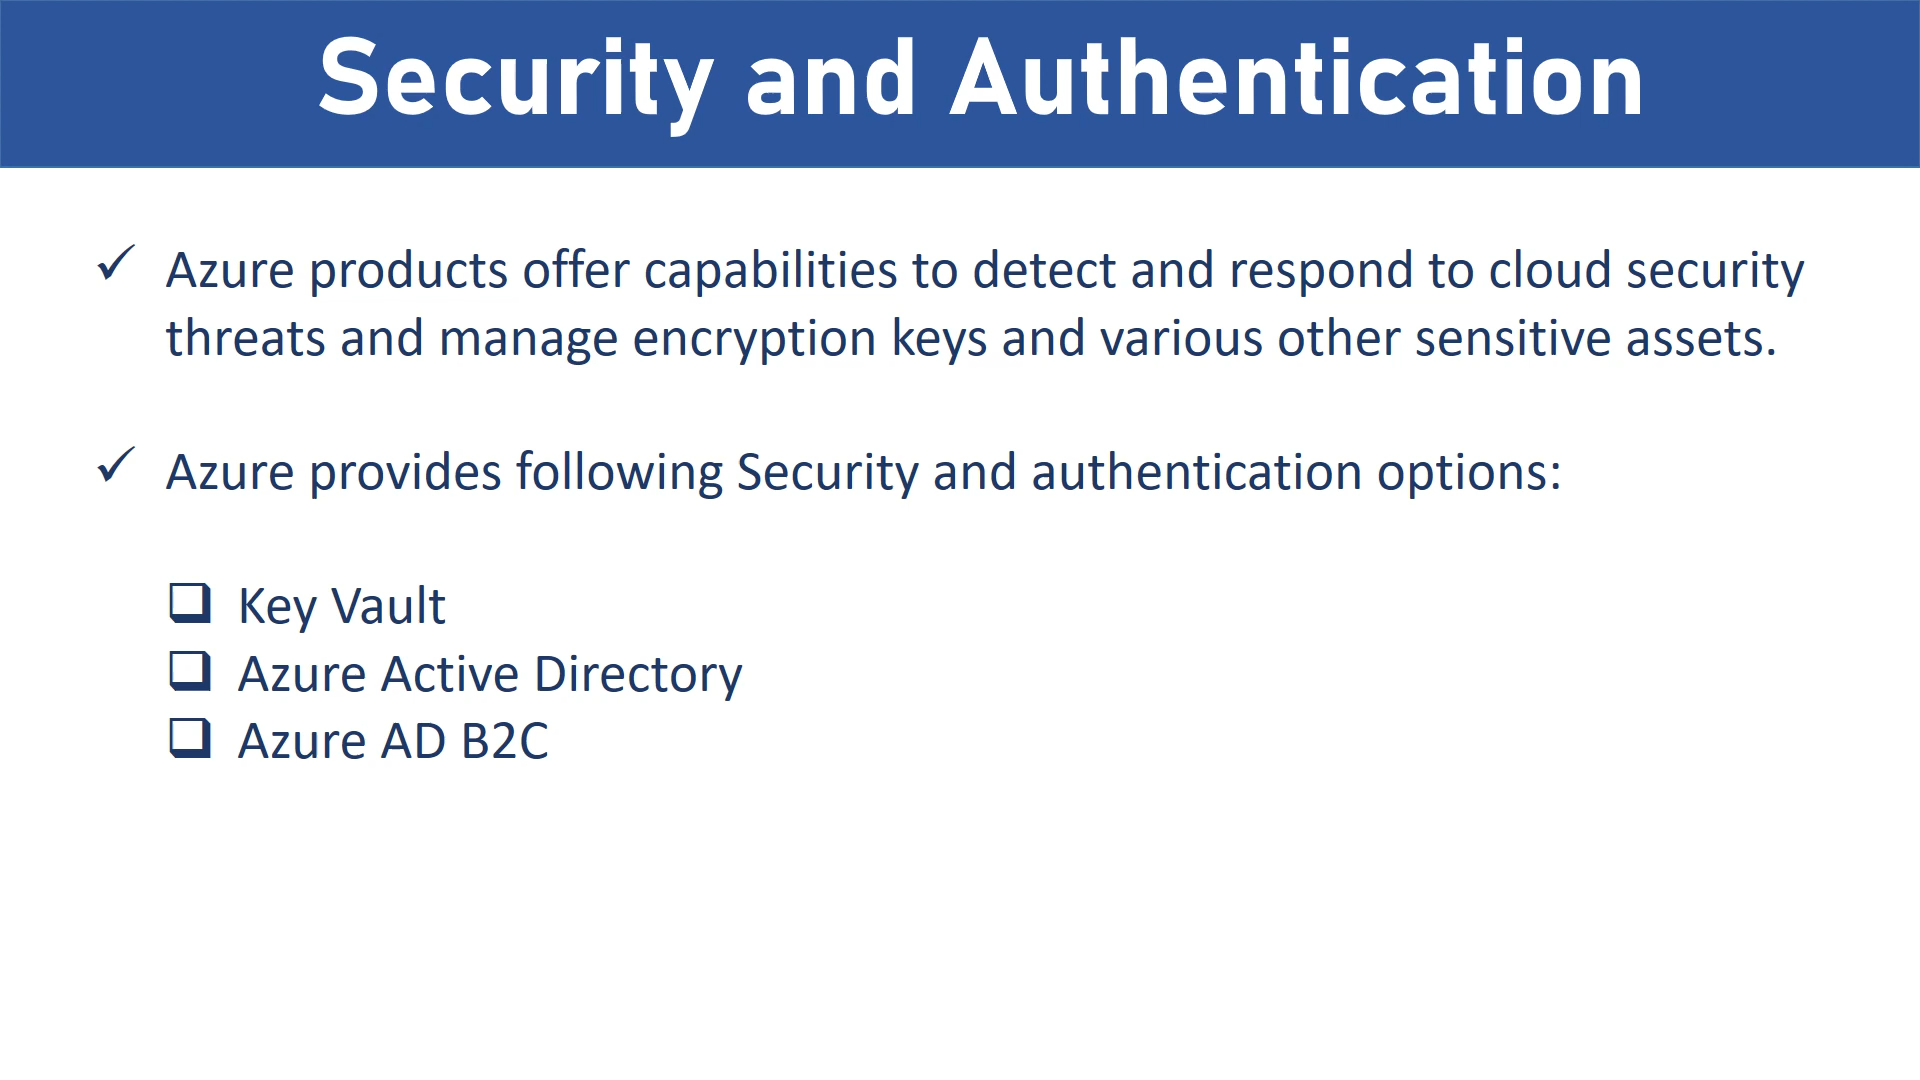 Security and Authentication
Azure products offer capabilities to detect and respond to cloud security
threats and manage encryption keys and various other sensitive assets.
Azure provides following Security and authentication options:
Key Vault
Azure Active Directory
Azure AD B2C